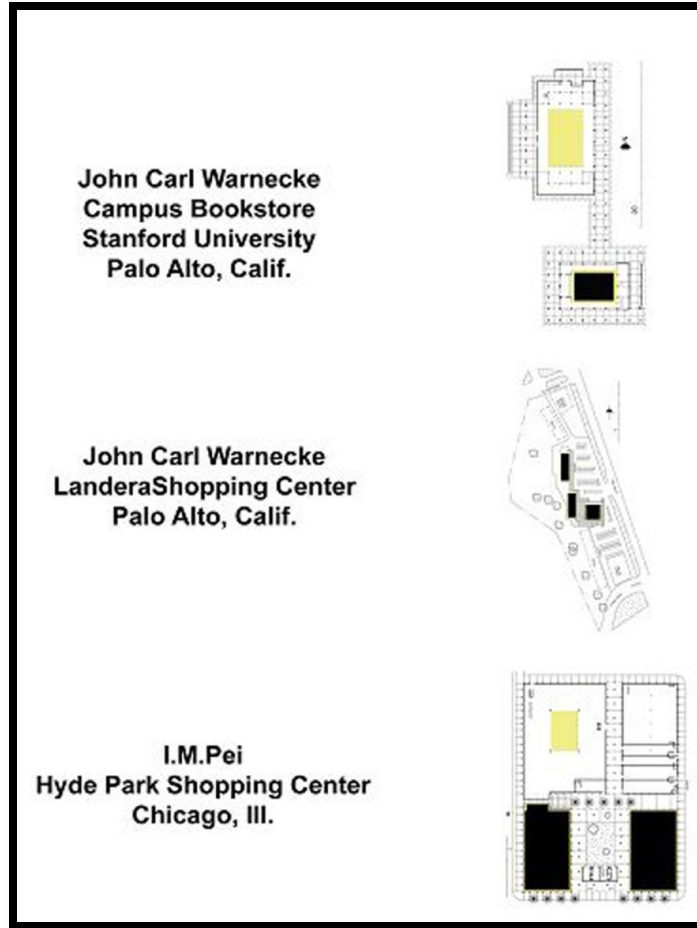 John Carl Warnecke
Campus Bookstore
Stanford University
Palo Alto, Calif.
John Carl Warnecke
LanderaShopping Center
Palo Alto, Calif.
I.M.Pei
Hyde Park Shopping Center
Chicago, III.